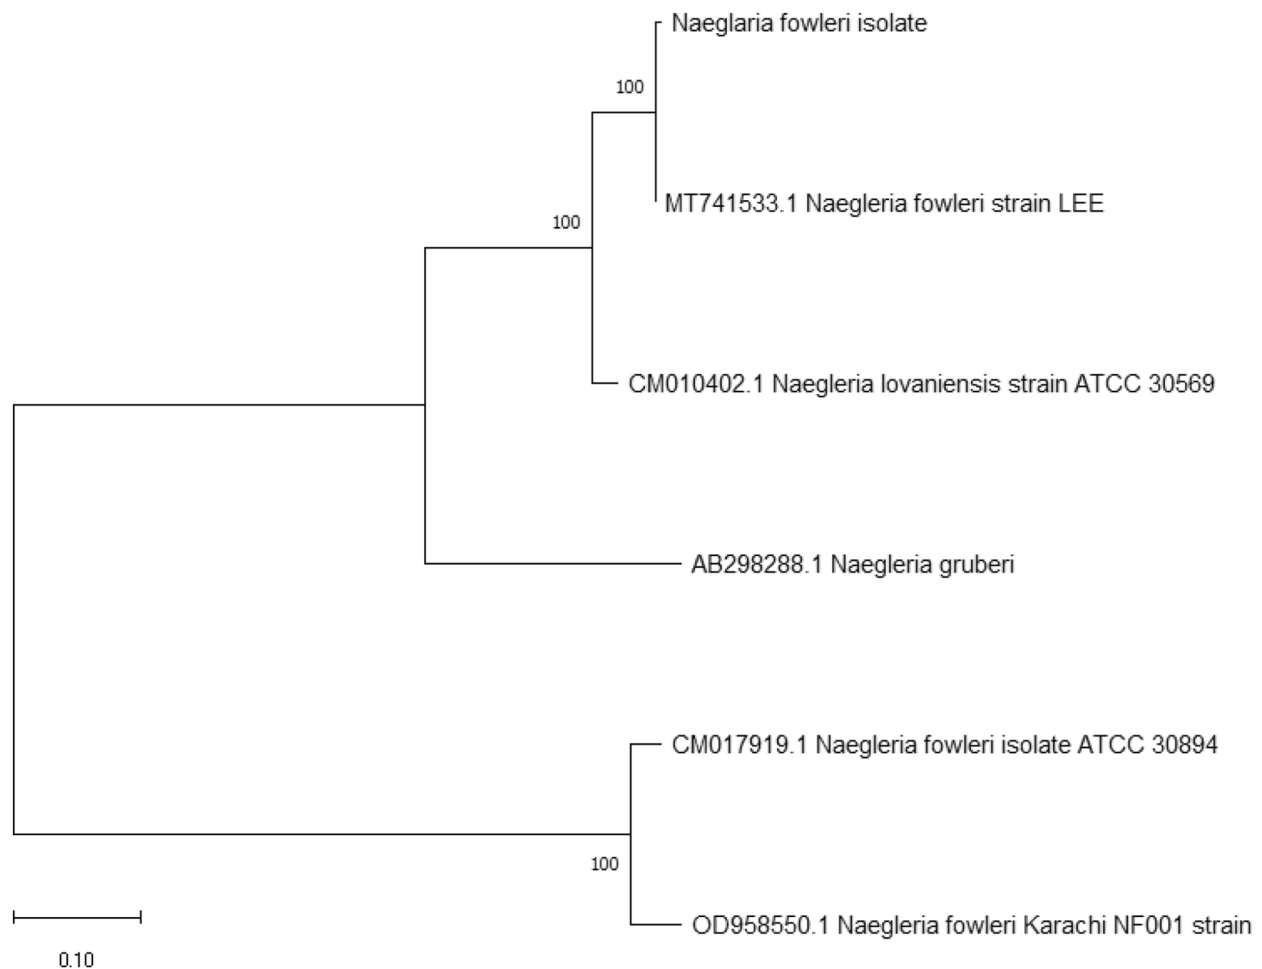 Naeglaria fowleri isolate
100
MT741533.1 Naegleria fowleri strain LEE
100
CM010402.1 Naegleria lovaniensis strain ATCC 30569
AB298288.1 Naegleria gruberi
CM017919.1 Naegleria fowleri isolate ATCC 30894
100
OD958550.1 Naegleria fowleri Karachi NF001 strain
0.10